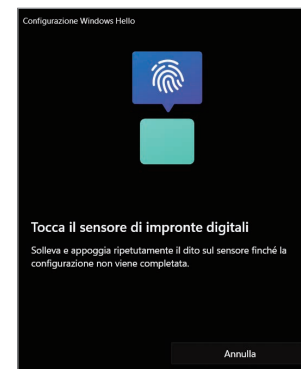 Configurazione Windows Hello
Tocca il sensore di impronte digitali
Solleva e appoggia ripetutamente il dito sul sensore finché la
configurazione non viene completata.
Annulla